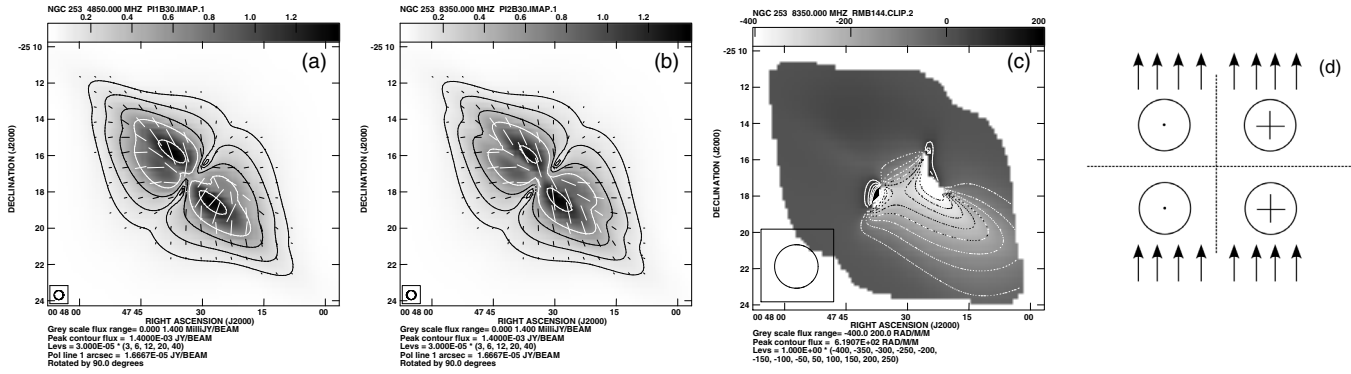 NGC 253 4850.000 MHZ PI1B30.IMAP.1
0.2 0.4 0.6 0.8 1.0 1.2
(a)
-25 10
12
14
16
18
20
22
24
DECLINATION (J2000)
00 48 00 47 45 30 15 00
RIGHT ASCENSION (J2000)
Grey scale flux range= 0.000 1.400 MilliJY/BEAM
Peak contour flux = 1.4000E-03 JY/BEAM
Levs = 3.000E-05 * (3, 6, 12, 20, 40)
Pol line 1 arcsec = 1.6667E-05 JY/BEAM
Rotated by 90.0 degrees
NGC 253 8350.000 MHZ PI2B30.IMAP.1
0.2 0.4 0.6 0.8 1.0 1.2
(b)
-25 10
12
14
16
18
20
22
24
DECLINATION (J2000)
00 48 00 47 45 30 15 00
RIGHT ASCENSION (J2000)
Grey scale flux range= 0.000 1.400 MilliJY/BEAM
Peak contour flux = 1.4000E-03 JY/BEAM
Levs = 3.000E-05 * (3, 6, 12, 20, 40)
Pol line 1 arcsec = 1.6667E-05 JY/BEAM
Rotated by 90.0 degrees
NGC 253 8350.000 MHZ RMB144.CLIP.2
-400 -200 0 200
(c)
-25 10
12
14
16
18
20
22
24
DECLINATION (J2000)
00 48 00 47 45 30 15 00
RIGHT ASCENSION (J2000)
Grey scale flux range= -400.0 200.0 RAD/M/M
Peak contour flux = 6.1907E+02 RAD/M/M
Levs = 1.000E+00 * (-400, -350, -300, -250, -200,
-150, -100, -50, 50, 100, 150, 200, 250)
(d)